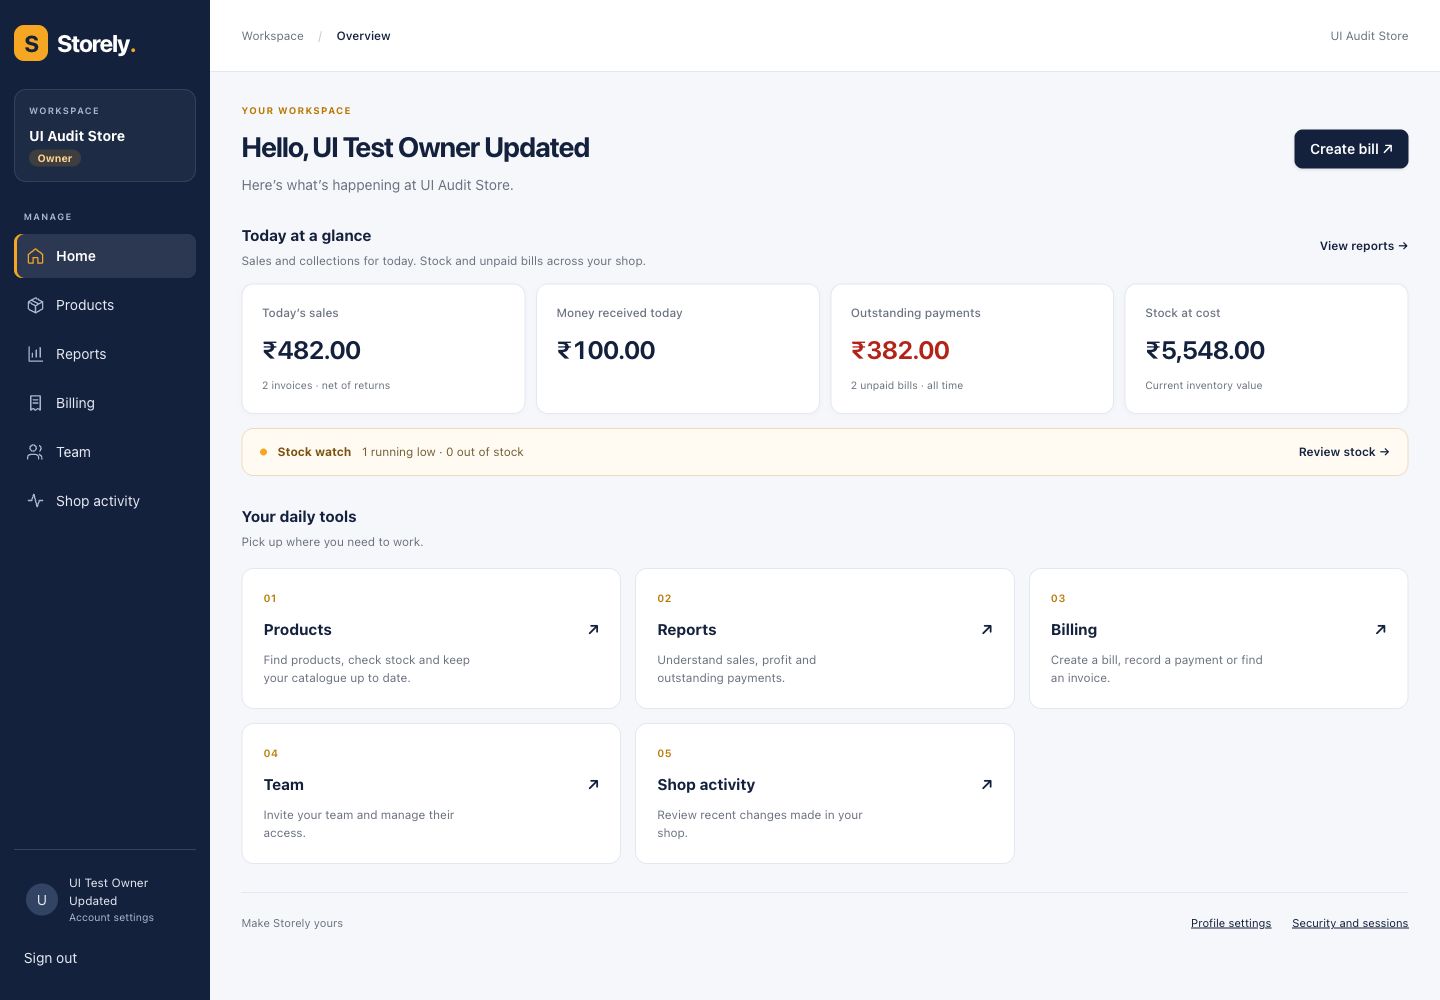 S Storely.
WORKSPACE
UI Audit Store
Owner
MANAGE
Home
Products
Reports
Billing
Team
Shop activity
U
UI Test Owner
Updated
Account settings
Sign out
Workspace / Overview
UI Audit Store
YOUR WORKSPACE
Hello, UI Test Owner Updated
Here’s what’s happening at UI Audit Store.
Create bill ↗
Today at a glance
Sales and collections for today. Stock and unpaid bills across your shop.
View reports →
Today’s sales
₹482.00
2 invoices · net of returns
Money received today
₹100.00
Outstanding payments
₹382.00
2 unpaid bills · all time
Stock at cost
₹5,548.00
Current inventory value
Stock watch 1 running low · 0 out of stock
Review stock →
Your daily tools
Pick up where you need to work.
01
Products ↗
Find products, check stock and keep
your catalogue up to date.
02
Reports ↗
Understand sales, profit and
outstanding payments.
03
Billing ↗
Create a bill, record a payment or find
an invoice.
04
Team ↗
Invite your team and manage their
access.
05
Shop activity ↗
Review recent changes made in your
shop.
Make Storely yours
Profile settings
Security and sessions